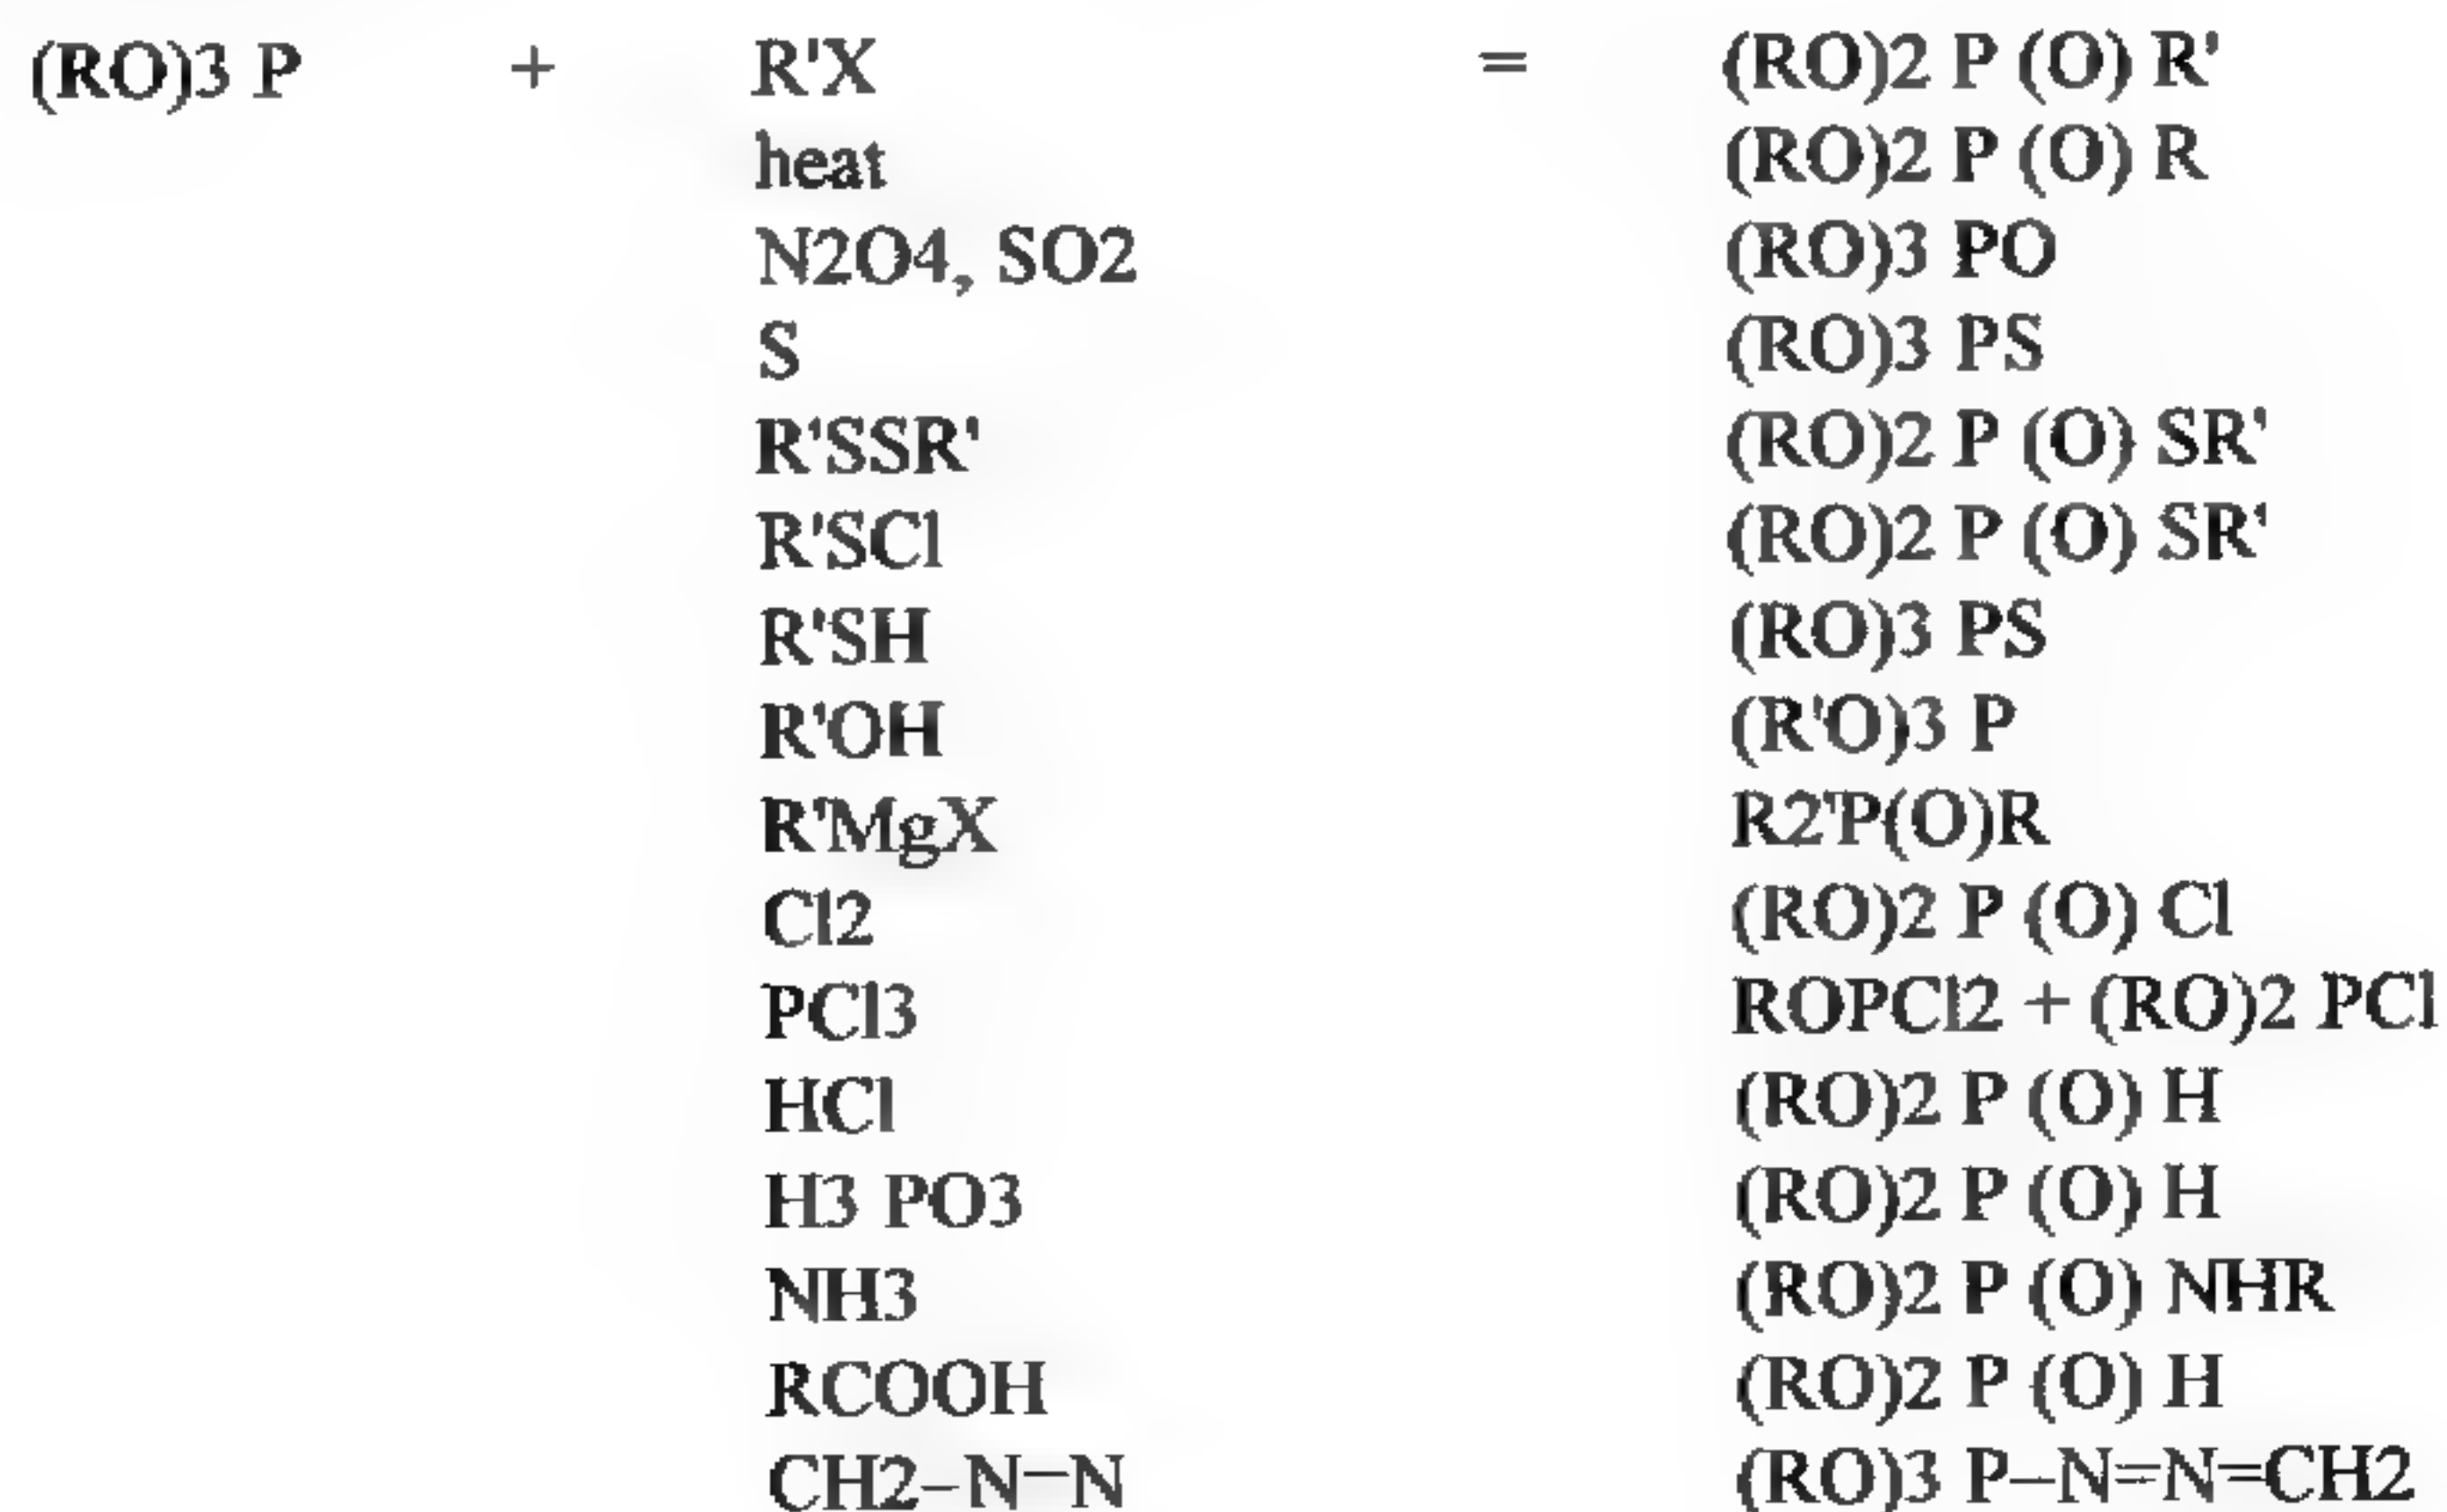 (RO)3 P + R'X = (RO)2 P (O) R'
heat (RO)2 P (O) R
N2O4, SO2 (RO)3 PO
S (RO)3 PS
R'SSR' (RO)2 P (O) SR'
R'SCl (RO)2 P (O) SR'
R'SH (RO)3 PS
R'OH (R'O)3 P
R'MgX R2'P(O)R
Cl2 (RO)2 P (O) Cl
PCl3 ROPCl2 + (RO)2 PCl
HCl (RO)2 P (O) H
H3 PO3 (RO)2 P (O) H
NH3 (RO)2 P (O) NHR
RCOOH (RO)2 P (O) H
CH2–N–N (RO)3 P–N=N=CH2